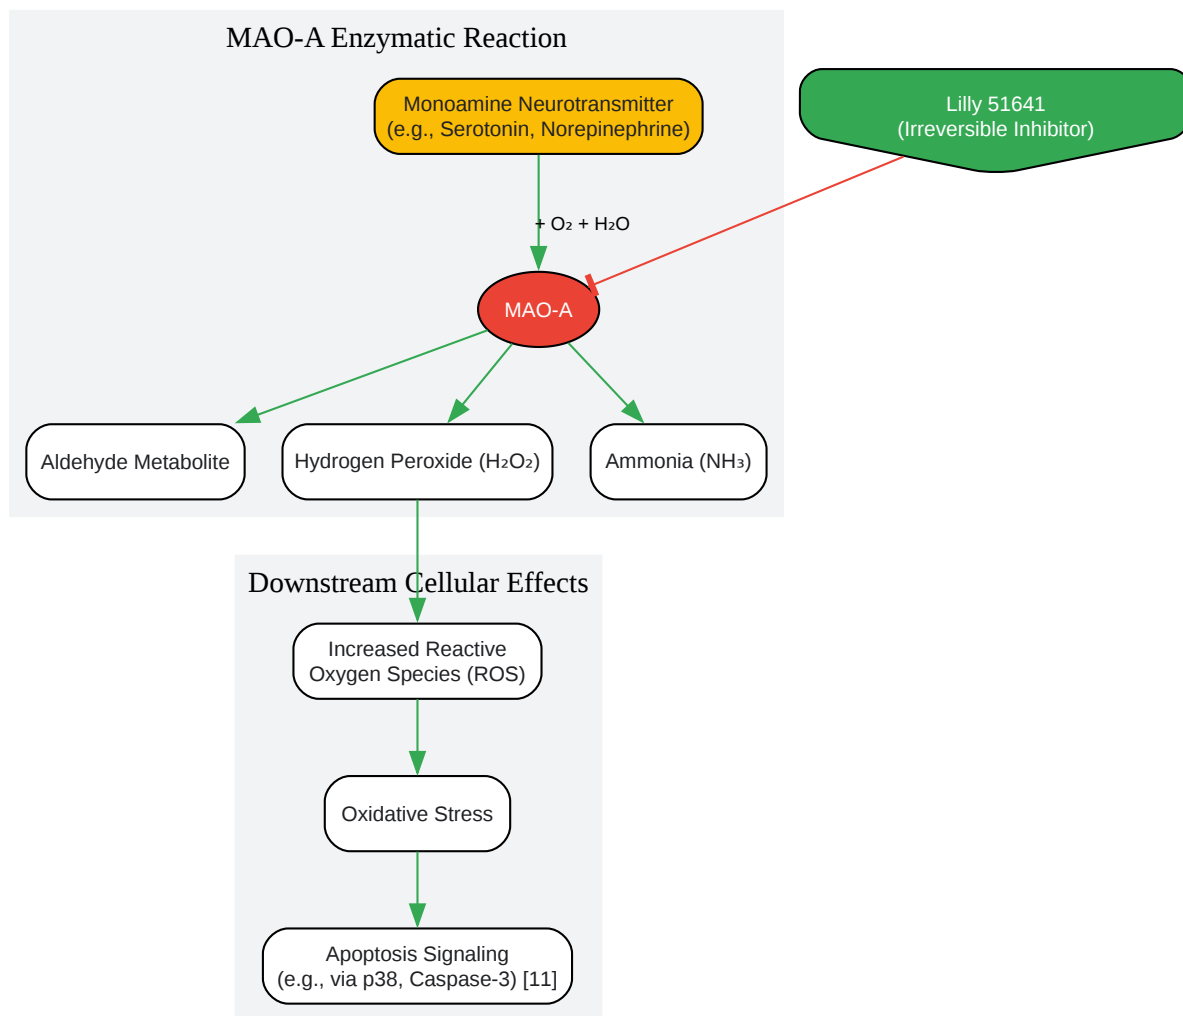 MAO-A Enzymatic Reaction
Monoamine Neurotransmitter
(e.g., Serotonin, Norepinephrine)
Lilly 51641
(Irreversible Inhibitor)
+ O₂ + H₂O
MAO-A
Aldehyde Metabolite
Hydrogen Peroxide (H₂O₂)
Ammonia (NH₃)
Downstream Cellular Effects
Increased Reactive
Oxygen Species (ROS)
Oxidative Stress
Apoptosis Signaling
(e.g., via p38, Caspase-3) [11]